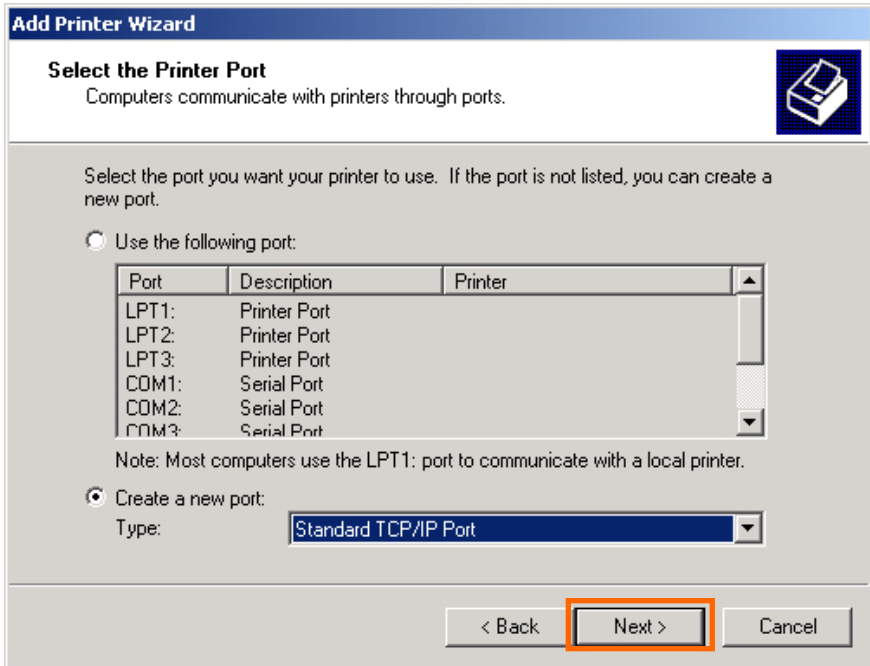 Add Printer Wizard
Select the Printer Port
Computers communicate with printers through ports.
Select the port you want your printer to use. If the port is not listed, you can create a
new port.
Use the following port:
Port Description Printer
LPT1: Printer Port
LPT2: Printer Port
LPT3: Printer Port
COM1: Serial Port
COM2: Serial Port
COM3: Serial Port
Note: Most computers use the LPT1: port to communicate with a local printer.
Create a new port:
Type: Standard TCP/IP Port
< Back Next > Cancel